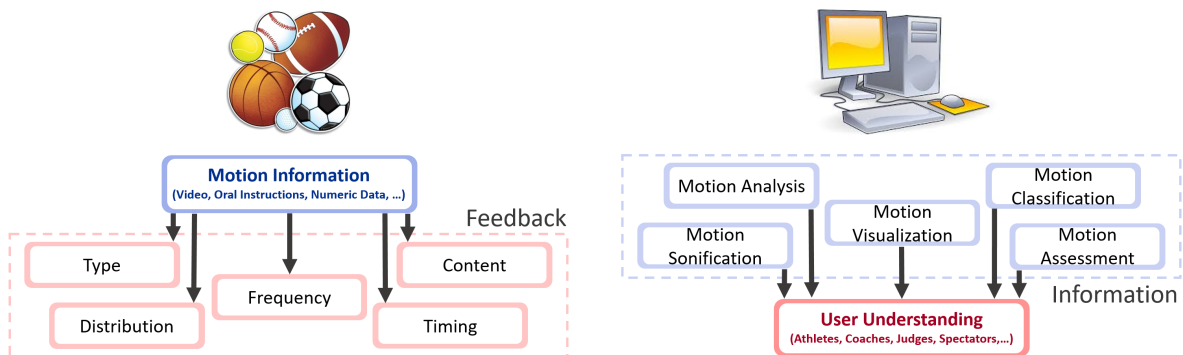 Motion Information
(Video, Oral Instructions, Numeric Data, ...)
Feedback
Type
Content
Frequency
Distribution
Timing
Motion Analysis
Motion
Classification
Motion
Visualization
Motion
Sonification
Motion
Assessment
Information
User Understanding
(Athletes, Coaches, Judges, Spectators,...)